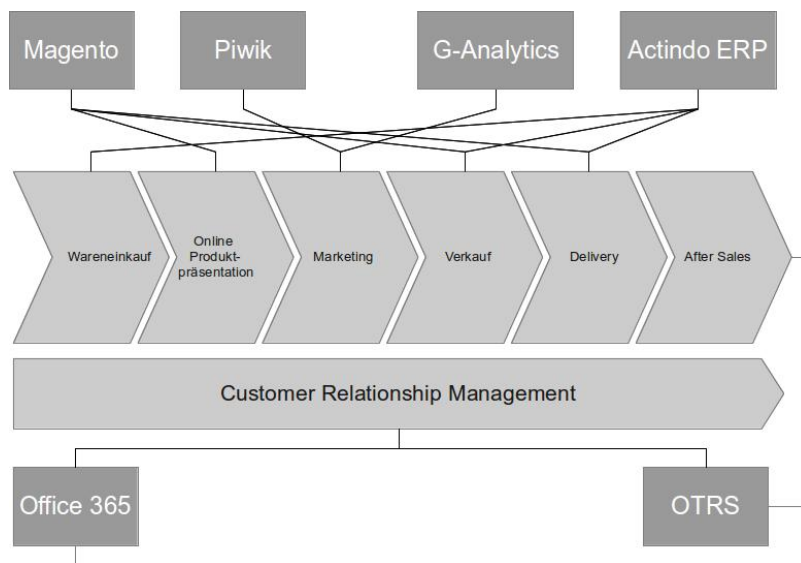 Magento
Piwik
G-Analytics
Actindo ERP
Wareneinkauf
Online
Produkt-
präsentation
Marketing
Verkauf
Delivery
After Sales
Customer Relationship Management
Office 365
OTRS